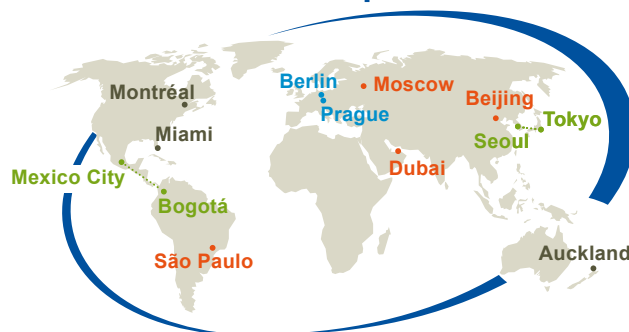 Berlin
Moscow
Montréal
Beijing
Prague
Tokyo
Miami
Seoul
Mexico City
Dubai
Bogotá
Auckland
São Paulo